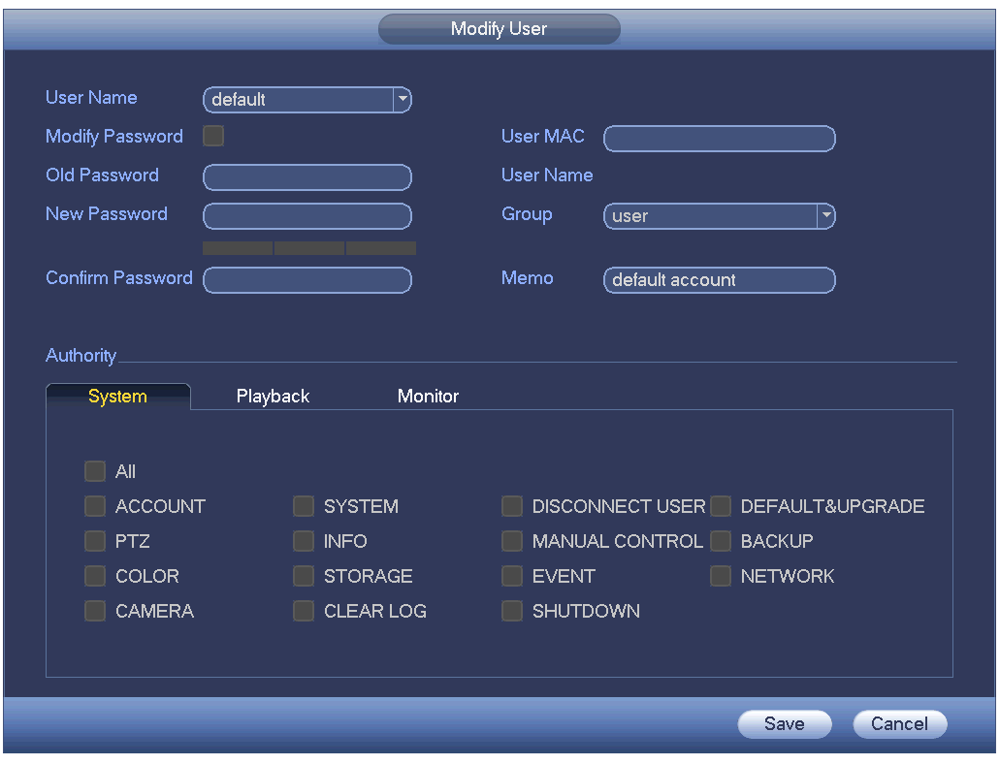 Modify User
User Name default
Modify Password User MAC
Old Password User Name
New Password Group user
Confirm Password Memo default account
Authority
System Playback Monitor
All
ACCOUNT SYSTEM DISCONNECT USER DEFAULT&UPGRADE
PTZ INFO MANUAL CONTROL BACKUP
COLOR STORAGE EVENT NETWORK
CAMERA CLEAR LOG SHUTDOWN
Save Cancel